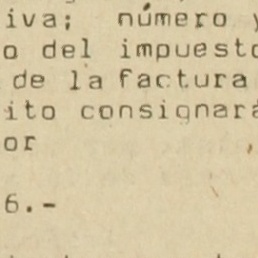 iva; número y
o del impuesto
de la factura
ito consignará
or
6.-